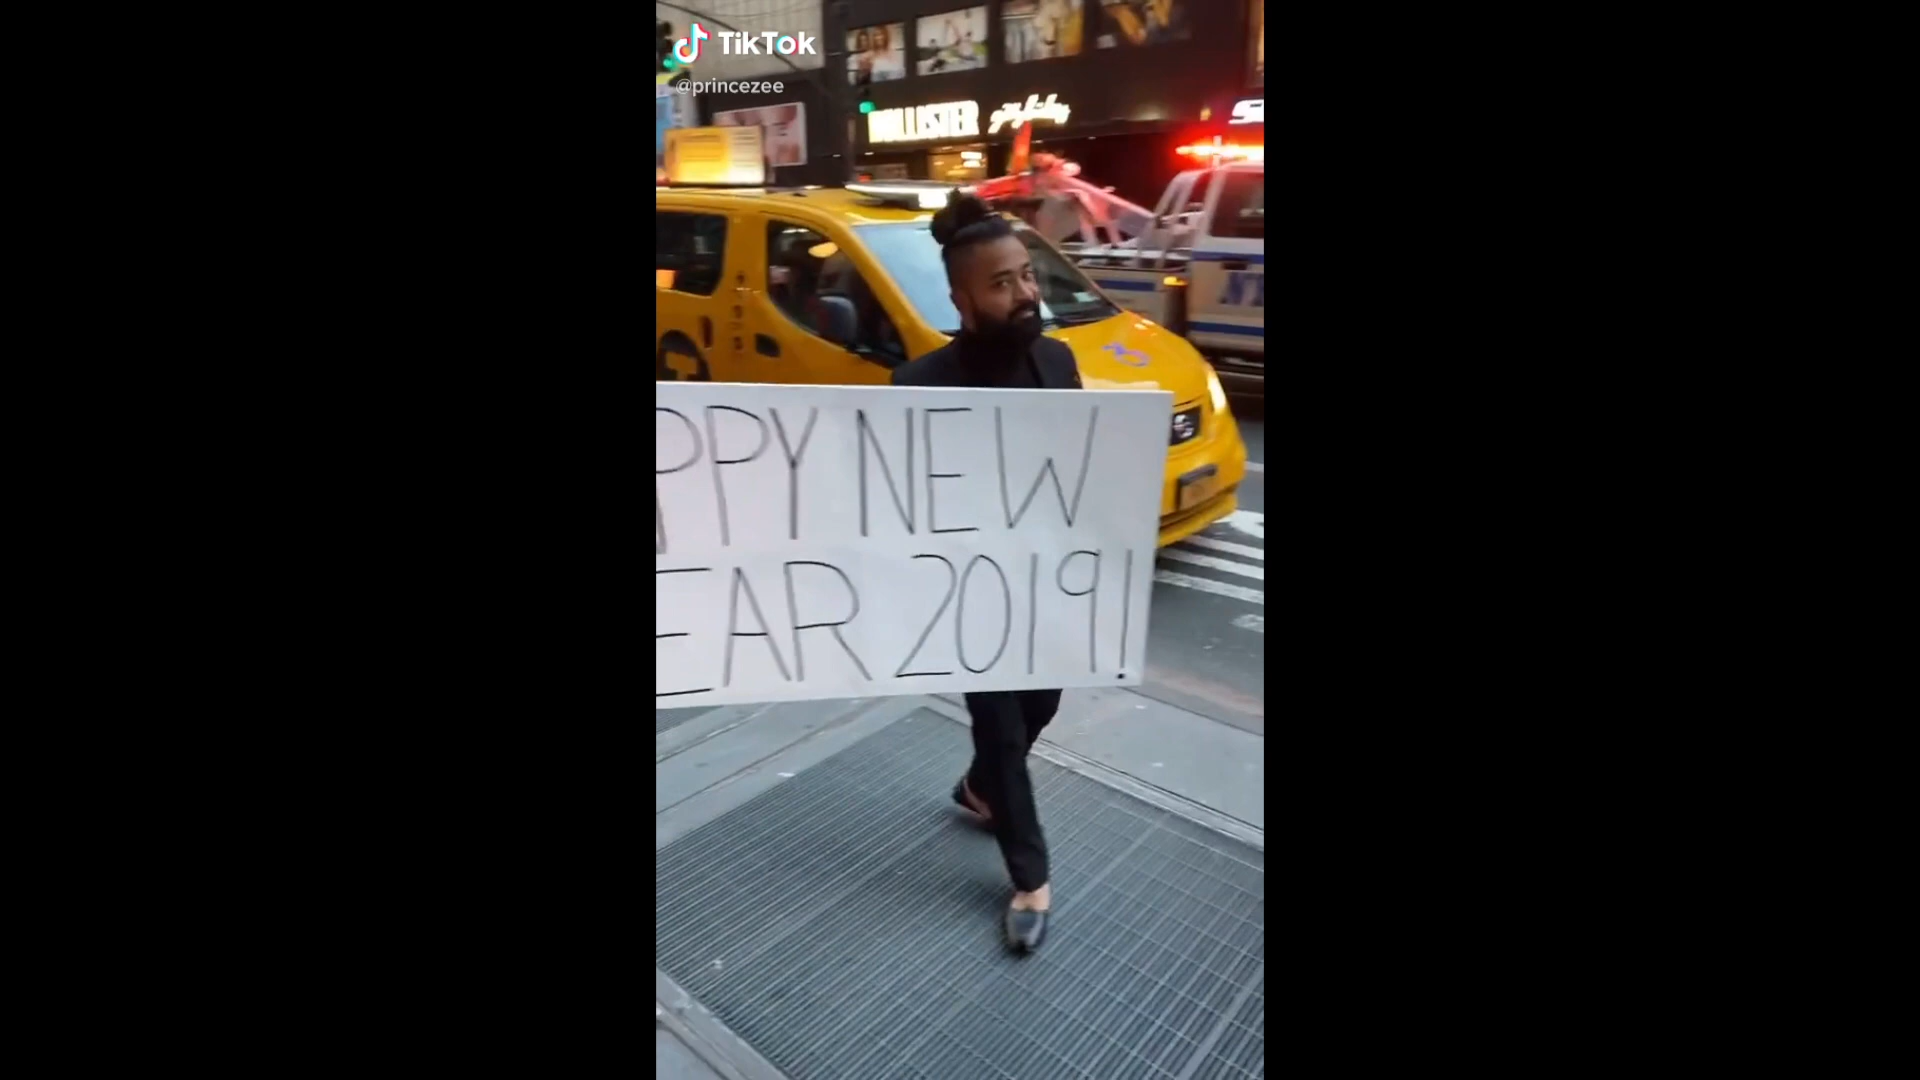 TikTok
@princezee
HOLLISTER
PPY NEW
EAR 2019!